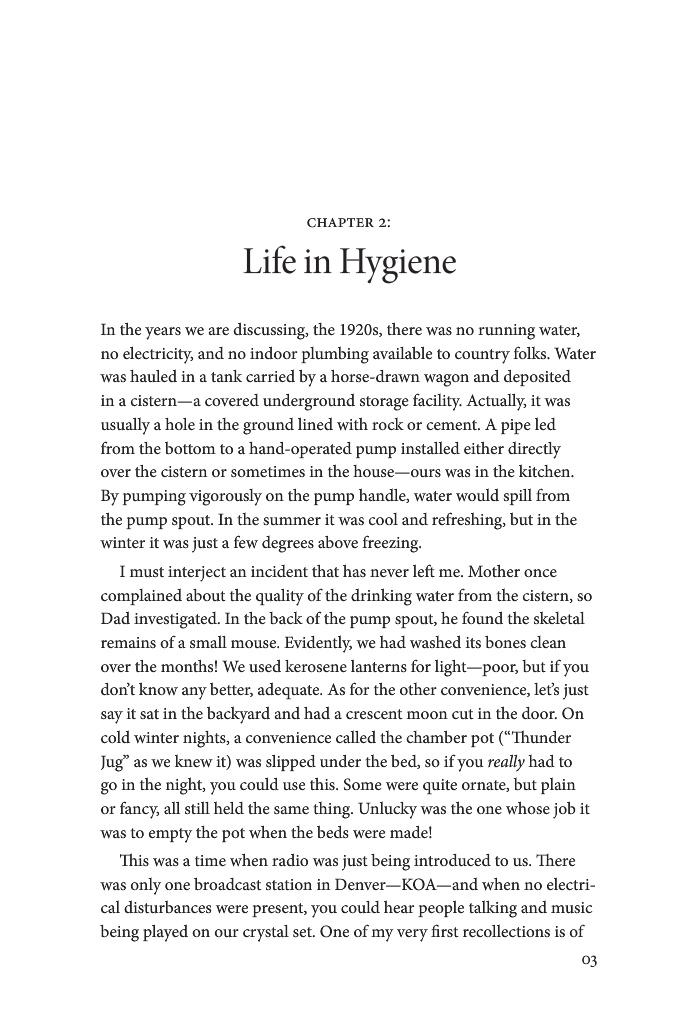 CHAPTER 2:
Life in Hygiene
In the years we are discussing, the 1920s, there was no running water,
no electricity, and no indoor plumbing available to country folks. Water
was hauled in a tank carried by a horse-drawn wagon and deposited
in a cistern—a covered underground storage facility. Actually, it was
usually a hole in the ground lined with rock or cement. A pipe led
from the bottom to a hand-operated pump installed either directly
over the cistern or sometimes in the house—ours was in the kitchen.
By pumping vigorously on the pump handle, water would spill from
the pump spout. In the summer it was cool and refreshing, but in the
winter it was just a few degrees above freezing.
I must interject an incident that has never left me. Mother once
complained about the quality of the drinking water from the cistern, so
Dad investigated. In the back of the pump spout, he found the skeletal
remains of a small mouse. Evidently, we had washed its bones clean
over the months! We used kerosene lanterns for light—poor, but if you
don’t know any better, adequate. As for the other convenience, let’s just
say it sat in the backyard and had a crescent moon cut in the door. On
cold winter nights, a convenience called the chamber pot (“Thunder
Jug” as we knew it) was slipped under the bed, so if you really had to
go in the night, you could use this. Some were quite ornate, but plain
or fancy, all still held the same thing. Unlucky was the one whose job it
was to empty the pot when the beds were made!
This was a time when radio was just being introduced to us. There
was only one broadcast station in Denver—KOA—and when no electri-
cal disturbances were present, you could hear people talking and music
being played on our crystal set. One of my very first recollections is of
03